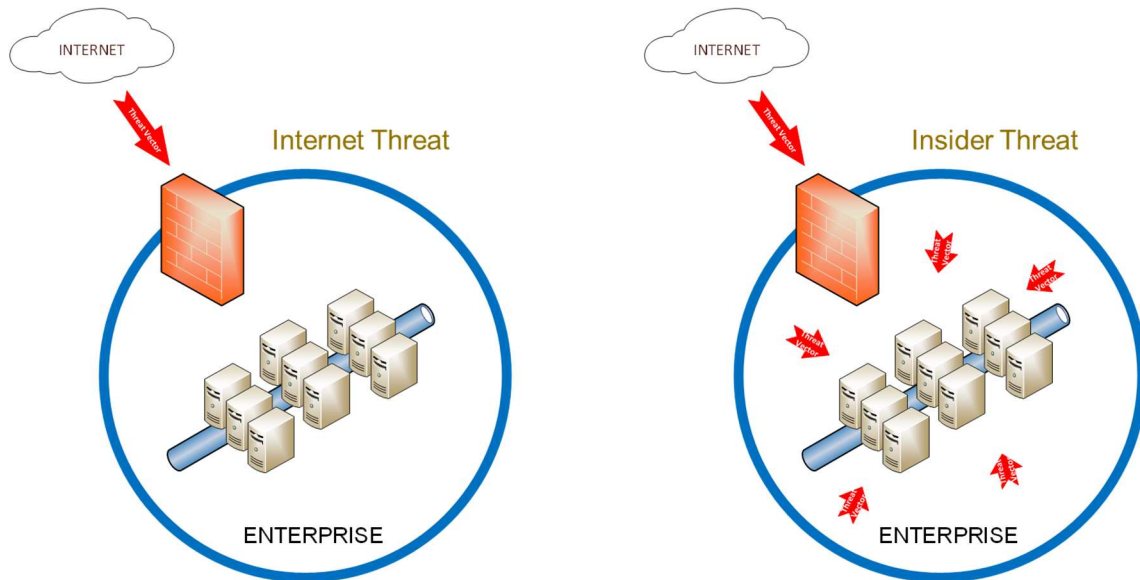 INTERNET
Threat Vector
Internet Threat
ENTERPRISE
INTERNET
Threat Vector
Insider Threat
Threat
Vector
Threat
Vector
Threat
Vector
Threat
Vector
Threat
Vector
ENTERPRISE